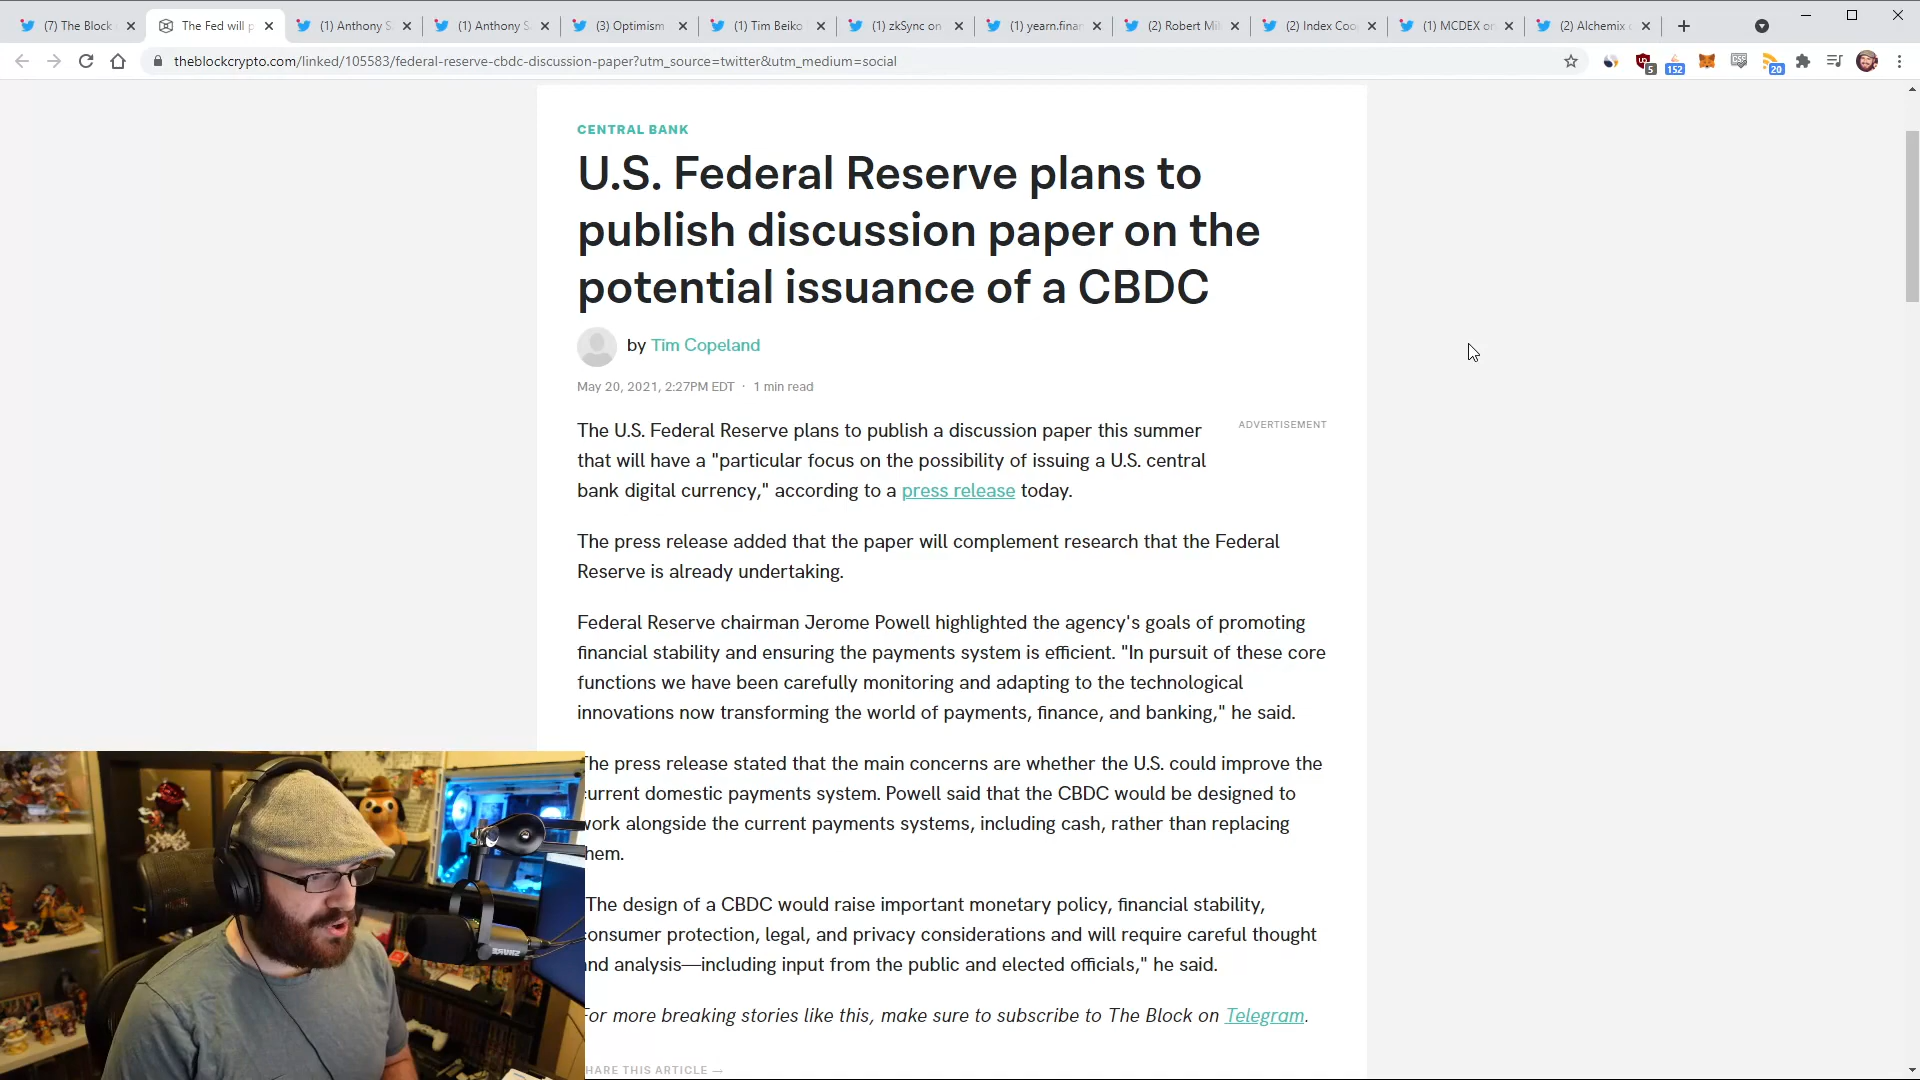 (7) The Block
The Fed will p
(1) Anthony S
(1) Anthony S
(3) Optimism
(1) Tim Beiko
(1) zkSync on
(1) yearn.finan
(2) Robert Mil
(2) Index Coo
(1) MCDEX on
(2) Alchemix
theblockcrypto.com/linked/105583/federal-reserve-cbdc-discussion-paper?utm_source=twitter&utm_medium=social
5
152
20
CENTRAL BANK
U.S. Federal Reserve plans to
publish discussion paper on the
potential issuance of a CBDC
by Tim Copeland
May 20, 2021, 2:27PM EDT · 1 min read
ADVERTISEMENT
The U.S. Federal Reserve plans to publish a discussion paper this summer
that will have a "particular focus on the possibility of issuing a U.S. central
bank digital currency," according to a press release today.
The press release added that the paper will complement research that the Federal
Reserve is already undertaking.
Federal Reserve chairman Jerome Powell highlighted the agency's goals of promoting
financial stability and ensuring the payments system is efficient. "In pursuit of these core
functions we have been carefully monitoring and adapting to the technological
innovations now transforming the world of payments, finance, and banking," he said.
The press release stated that the main concerns are whether the U.S. could improve the
current domestic payments system. Powell said that the CBDC would be designed to
work alongside the current payments systems, including cash, rather than replacing
them.
"The design of a CBDC would raise important monetary policy, financial stability,
consumer protection, legal, and privacy considerations and will require careful thought
and analysis—including input from the public and elected officials," he said.
For more breaking stories like this, make sure to subscribe to The Block on Telegram.
HARE THIS ARTICLE →